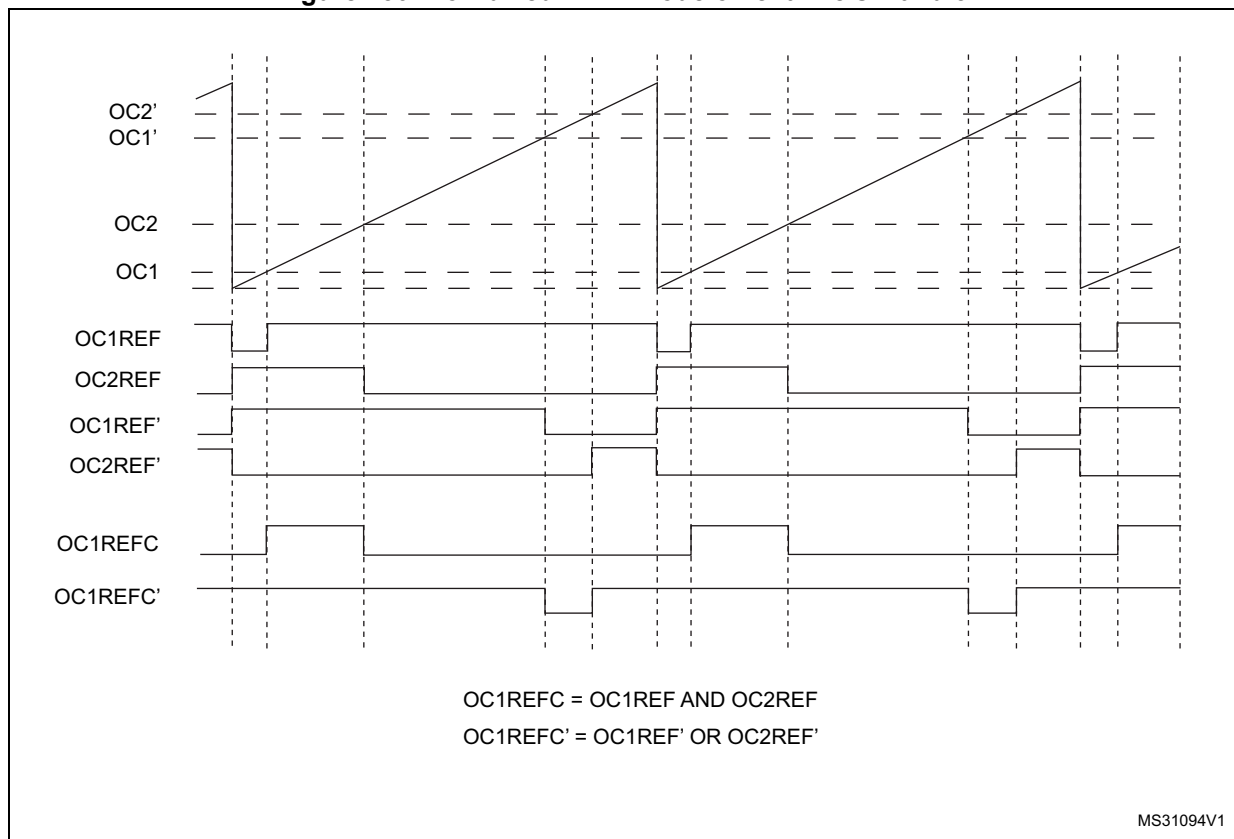 OC2’
OC1’
OC2
OC1
OC1REF
OC2REF
OC1REF’
OC2REF’
OC1REFC
OC1REFC’
OC1REFC = OC1REF AND OC2REF
OC1REFC’ = OC1REF’ OR OC2REF’
MS31094V1